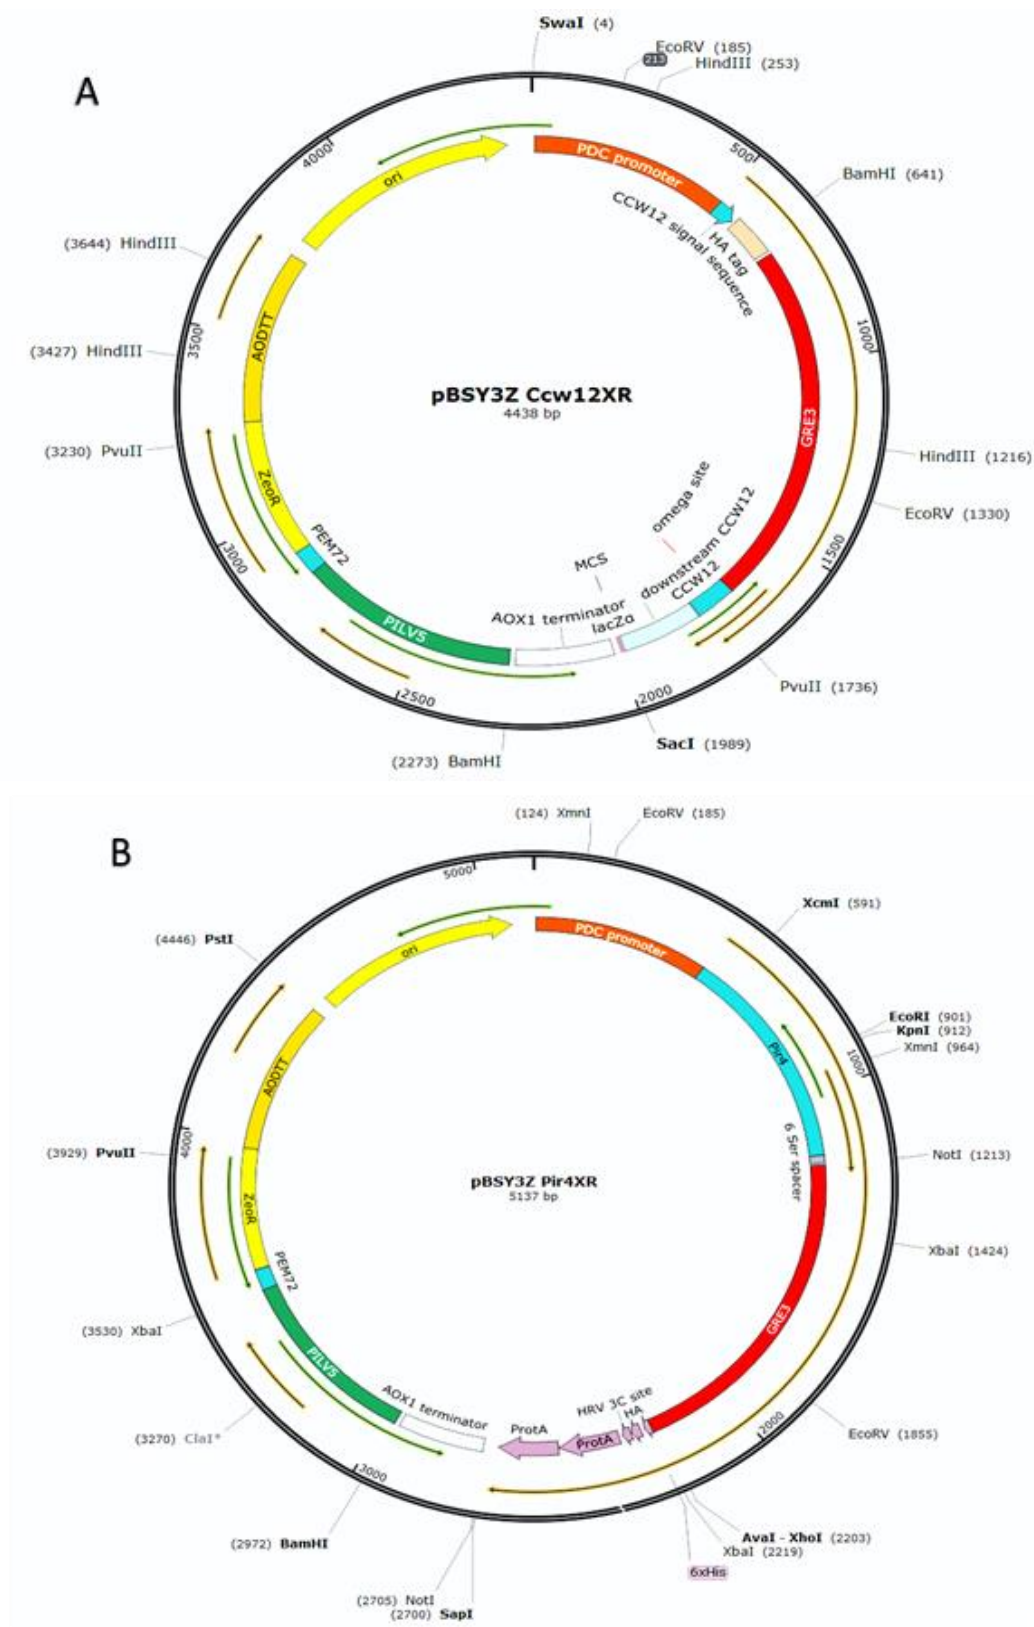 A
SwaI (4)
EcoRV (185)
213
HindIII (253)
500
BamHI (641)
PDC promoter
CCW12 signal sequence
HA tag
4000
ori
(3644) HindIII
1000
3500
(3427) HindIII
AODTT
pBSY3Z Ccw12XR
4438 bp
GRE3
(3230) PvuII
HindIII (1216)
ZeoR
omega site
EcoRV (1330)
PEM72
3000
MCS
downstream CCW12
CCW12
1500
AOX1 terminator
lacZα
PILV5
PvuII (1736)
2500
2000
SacI (1989)
(2273) BamHI
B
(124) XmnI
EcoRV (185)
5000
XcmI (591)
PDC promoter
(4446) PstI
ori
EcoRI (901)
KpnI (912)
XmnI (964)
1000
Pir4
AODTT
4000
(3929) PvuII
6 Ser spacer
NotI (1213)
pBSY3Z Pir4XR
5137 bp
ZeoR
XbaI (1424)
PEM72
GRE3
(3530) XbaI
PILV5
AOX1 terminator
HRV 3C site
HA
ProtA
ProtA
2000
EcoRV (1855)
(3270) ClaI*
3000
(2972) BamHI
AvaI - XhoI (2203)
XbaI (2219)
6xHis
(2705) NotI
(2700) SapI